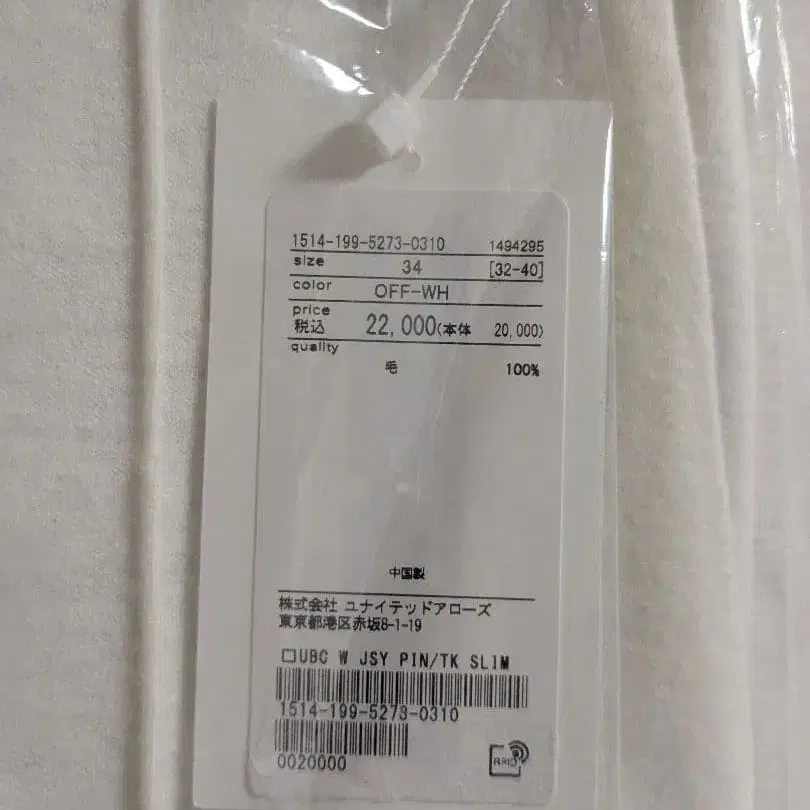 1514-199-5273-0310 1494295
size 34 [32-40]
color OFF-WH
price
税込 22,000(本体 20,000)
quality
毛 100%
中国製
株式会社 ユナイテッドアローズ
東京都港区赤坂8-1-19
□UBC W JSY PIN/TK SLIM
1514-199-5273-0310
0020000
RFID